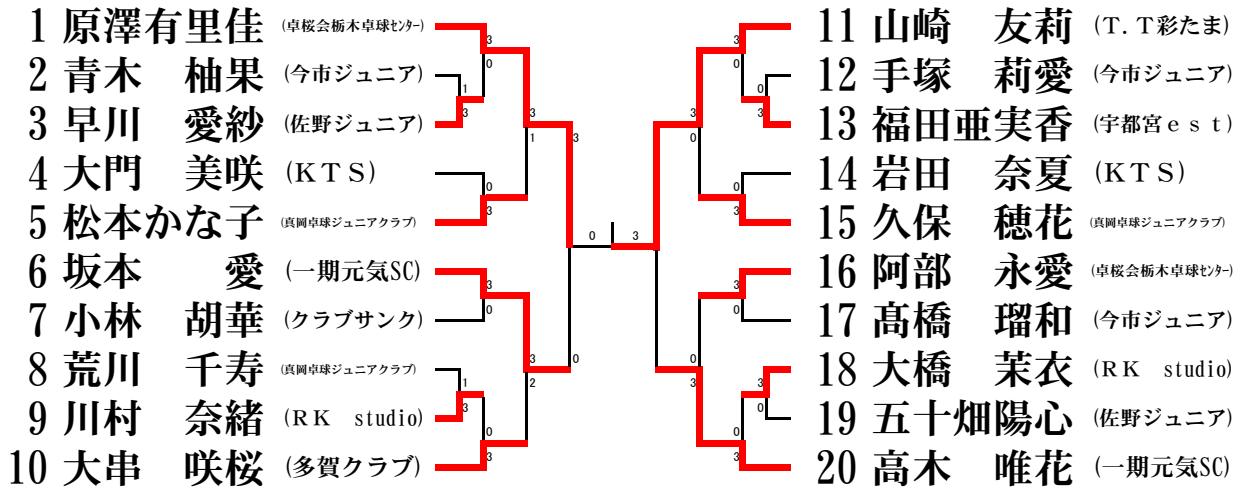 1 原澤有里佳 (卓桜会栃木卓球センター)
2 青木 柚果 (今市ジュニア)
3 早川 愛紗 (佐野ジュニア)
4 大門 美咲 (ＫＴＳ)
5 松本かな子 (真岡卓球ジュニアクラブ)
6 坂本 愛 (一期元気SC)
7 小林 胡華 (クラブサンク)
8 荒川 千寿 (真岡卓球ジュニアクラブ)
9 川村 奈緒 (ＲＫ studio)
10 大串 咲桜 (多賀クラブ)
3
0
1
3
3
1
0
3
3
3
0
3
2
0
1
3
0
3
0
3
3
0
0
3
3
0
0
3
3
0
0
3
3
0
0
3
11 山崎 友莉 (Ｔ.Ｔ彩たま)
12 手塚 莉愛 (今市ジュニア)
13 福田亜実香 (宇都宮ｅｓｔ)
14 岩田 奈夏 (ＫＴＳ)
15 久保 穂花 (真岡卓球ジュニアクラブ)
16 阿部 永愛 (卓桜会栃木卓球センター)
17 髙橋 瑠和 (今市ジュニア)
18 大橋 茉衣 (ＲＫ studio)
19 五十畑陽心 (佐野ジュニア)
20 高木 唯花 (一期元気SC)